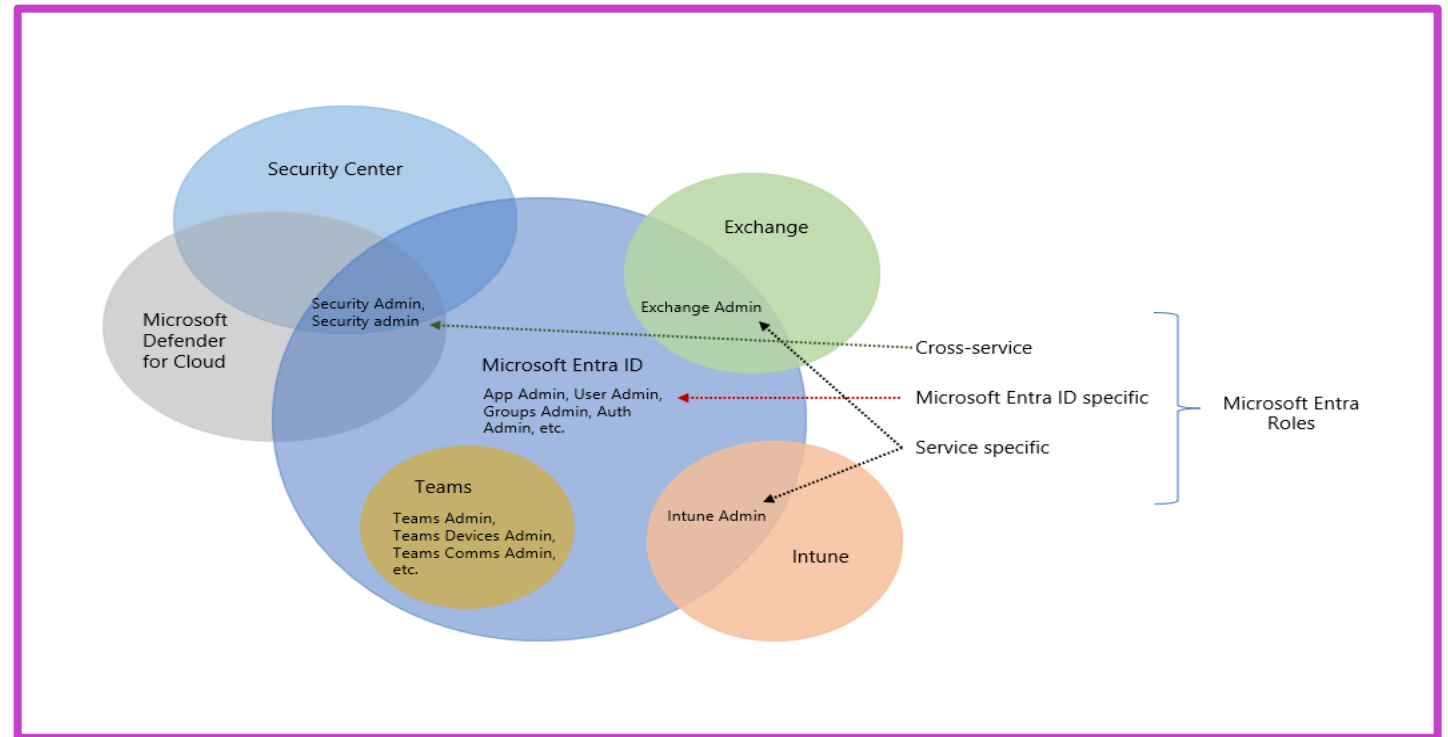 Security Center
Exchange
Security Admin,
Security admin
Exchange Admin
Microsoft
Defender
for Cloud
Cross-service
Microsoft Entra ID
App Admin, User Admin,
Groups Admin, Auth
Admin, etc.
Microsoft Entra ID specific
Microsoft Entra
Roles
Service specific
Teams
Teams Admin,
Teams Devices Admin,
Teams Comms Admin,
etc.
Intune Admin
Intune